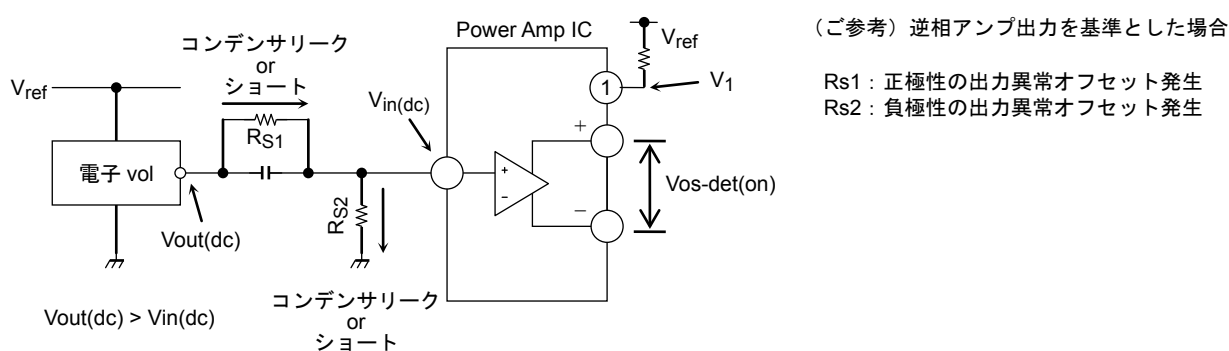 Power Amp IC
（ご参考）逆相アンプ出力を基準とした場合
Rs1：正極性の出力異常オフセット発生
Rs2：負極性の出力異常オフセット発生
コンデンサリーク
or
ショート
Vref
RS1
Vin(dc)
Vref
1
V1
電子 vol
+
-
+
−
Vos-det(on)
RS2
Vout(dc)
コンデンサリーク
or
ショート
Vout(dc) > Vin(dc)